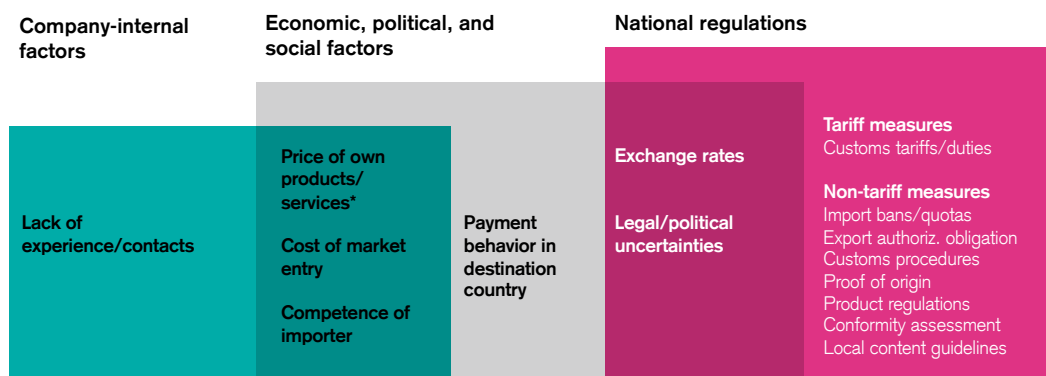 Company-internal
factors
Economic, political, and
social factors
National regulations
Lack of
experience/contacts
Price of own
products/
services*
Cost of market
entry
Competence of
importer
Payment
behavior in
destination
country
Exchange rates
Legal/political
uncertainties
Tariff measures
Customs tariffs/duties
Non-tariff measures
Import bans/quotas
Export authoriz. obligation
Customs procedures
Proof of origin
Product regulations
Conformity assessment
Local content guidelines